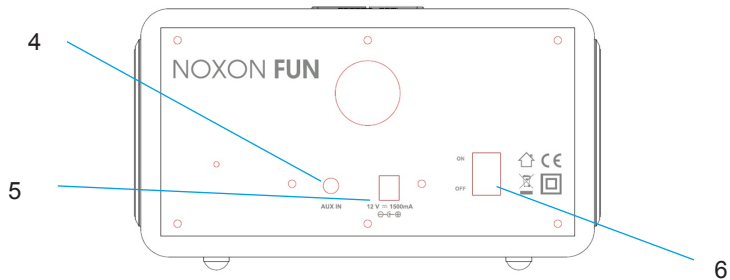 4
NOXON FUN
ON
5
OFF
AUX IN
12 V ⎓ 1500mA
CE
6